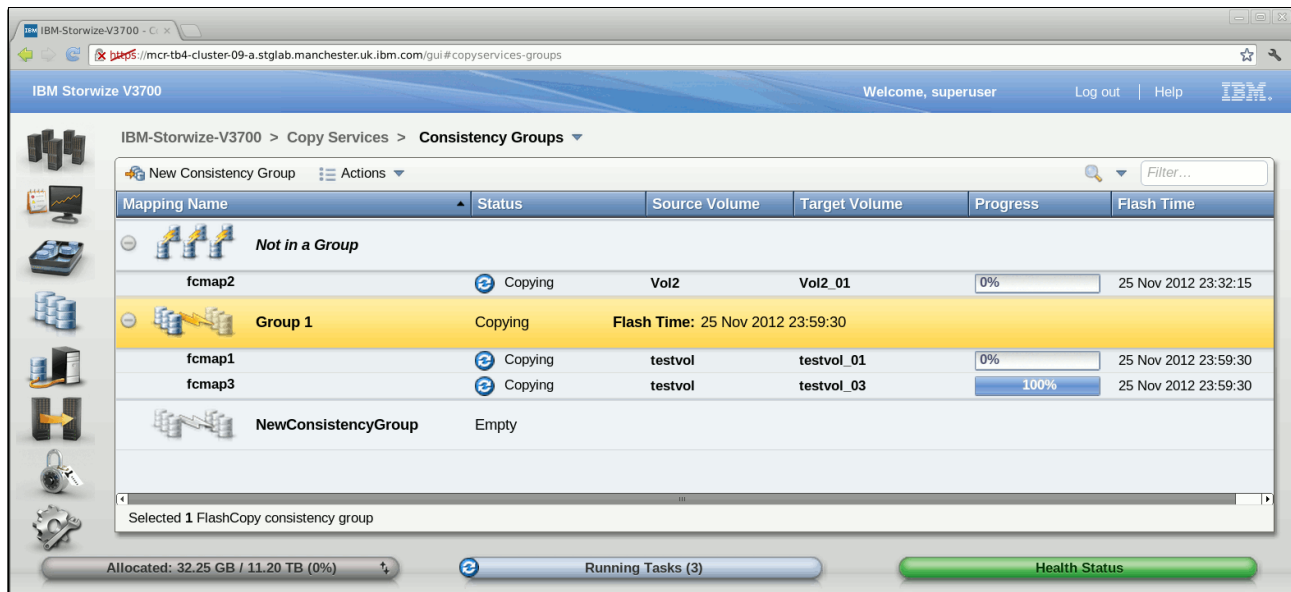 IBM-Storwize-V3700 - C
https://mcr-tb4-cluster-09-a.stglab.manchester.uk.ibm.com/gui#copyservices-groups
IBM Storwize V3700 Welcome, superuser Log out | Help IBM.
IBM-Storwize-V3700 > Copy Services > Consistency Groups
New Consistency Group Actions Filter...
Mapping Name Status Source Volume Target Volume Progress Flash Time
Not in a Group
fcmap2 Copying Vol2 Vol2_01 0% 25 Nov 2012 23:32:15
Group 1 Copying Flash Time: 25 Nov 2012 23:59:30
fcmap1 Copying testvol testvol_01 0% 25 Nov 2012 23:59:30
fcmap3 Copying testvol testvol_03 100% 25 Nov 2012 23:59:30
NewConsistencyGroup Empty
Selected 1 FlashCopy consistency group
Allocated: 32.25 GB / 11.20 TB (0%) Running Tasks (3) Health Status